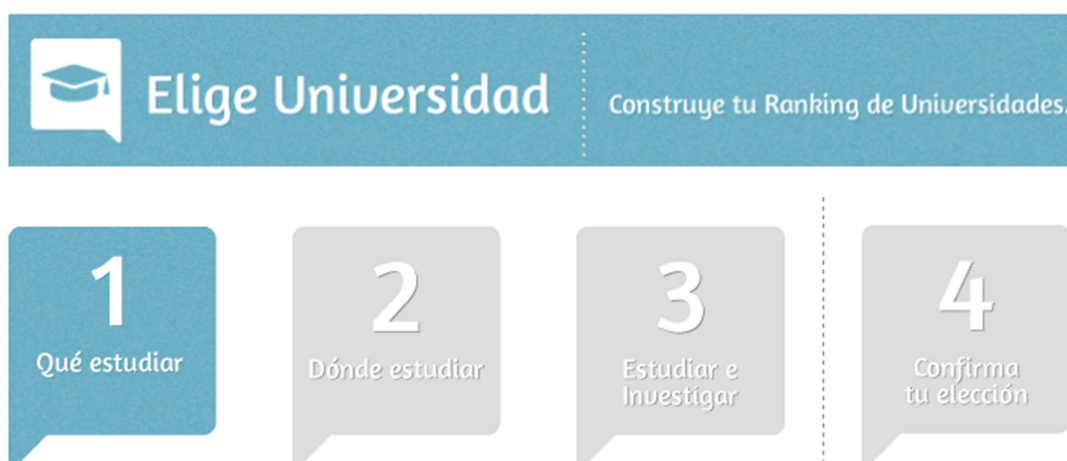 Elige Universidad
Construye tu Ranking de Universidades.
1
Qué estudiar
2
Dónde estudiar
3
Estudiar e
Investigar
4
Confirma
tu elección